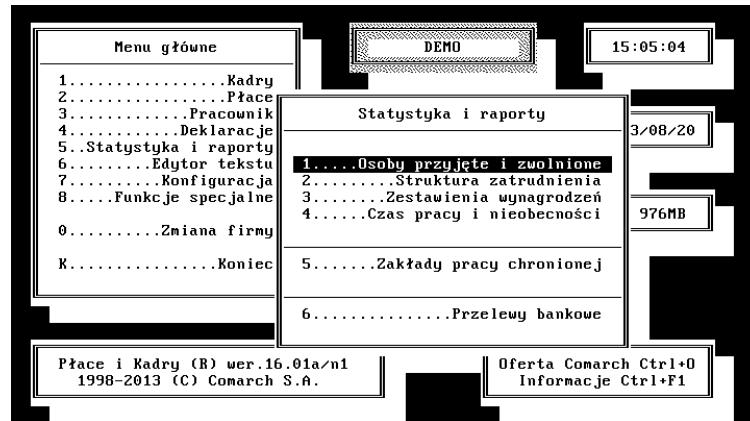 Menu główne
1.................Kadry
2.................Płace
3.............Pracownik
4............Deklaracje
5..Statystyka i raporty
6.........Edytor tekstu
7..........Konfiguracja
8.....Funkcje specjalne
0..........Zmiana firmy
K................Koniec
DEMO
15:05:04
3/08/20
976MB
Statystyka i raporty
1.....Osoby przyjęte i zwolnione
2.........Struktura zatrudnienia
3........Zestawienia wynagrodzeń
4......Czas pracy i nieobecności
5.......Zakłady pracy chronionej
6...............Przelewy bankowe
Płace i Kadry (R) wer.16.01a/n1
1998-2013 (C) Comarch S.A.
Oferta Comarch Ctrl+O
Informacje Ctrl+F1